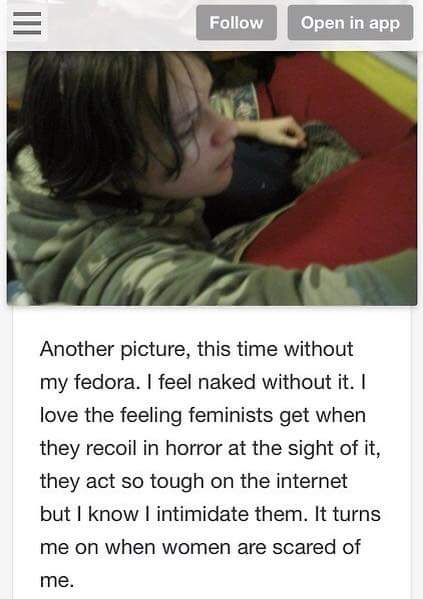 Follow
Open in app
Another picture, this time without
my fedora. I feel naked without it. I
love the feeling feminists get when
they recoil in horror at the sight of it,
they act so tough on the internet
but I know I intimidate them. It turns
me on when women are scared of
me.